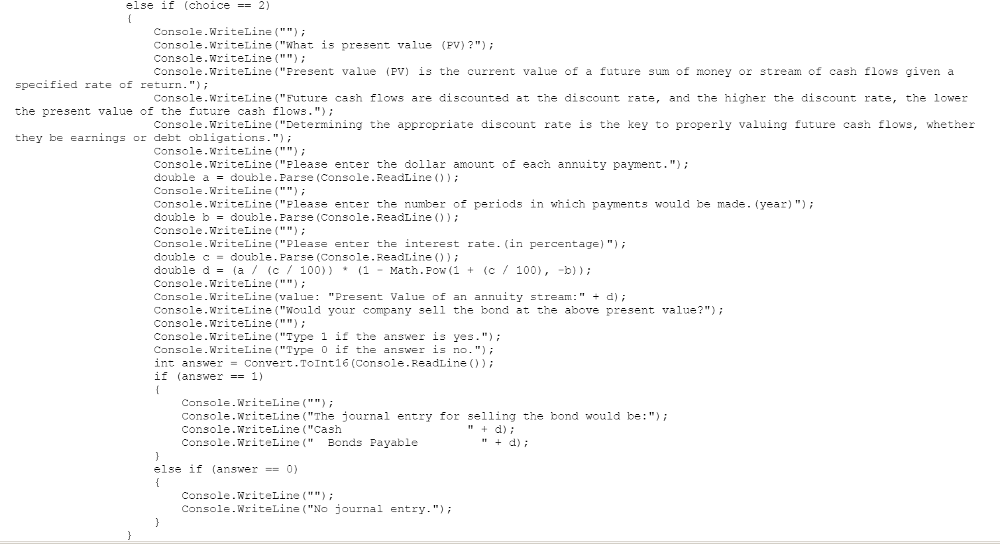 else if (choice == 2)
{
Console.WriteLine("");
Console.WriteLine("What is present value (PV)?");
Console.WriteLine("");
Console.WriteLine("Present value (PV) is the current value of a future sum of money or stream of cash flows given a
specified rate of return.");
Console.WriteLine("Future cash flows are discounted at the discount rate, and the higher the discount rate, the lower
the present value of the future cash flows.");
Console.WriteLine("Determining the appropriate discount rate is the key to properly valuing future cash flows, whether
they be earnings or debt obligations.");
Console.WriteLine("");
Console.WriteLine("Please enter the dollar amount of each annuity payment.");
double a = double.Parse(Console.ReadLine());
Console.WriteLine("");
Console.WriteLine("Please enter the number of periods in which payments would be made.(year)");
double b = double.Parse(Console.ReadLine());
Console.WriteLine("");
Console.WriteLine("Please enter the interest rate.(in percentage)");
double c = double.Parse(Console.ReadLine());
double d = (a / (c / 100)) * (1 - Math.Pow(1 + (c / 100), -b));
Console.WriteLine("");
Console.WriteLine(value: "Present Value of an annuity stream:" + d);
Console.WriteLine("Would your company sell the bond at the above present value?");
Console.WriteLine("");
Console.WriteLine("Type 1 if the answer is yes.");
Console.WriteLine("Type 0 if the answer is no.");
int answer = Convert.ToInt16(Console.ReadLine());
if (answer == 1)
{
Console.WriteLine("");
Console.WriteLine("The journal entry for selling the bond would be:");
Console.WriteLine("Cash                  " + d);
Console.WriteLine("  Bonds Payable         " + d);
}
else if (answer == 0)
{
Console.WriteLine("");
Console.WriteLine("No journal entry.");
}
}